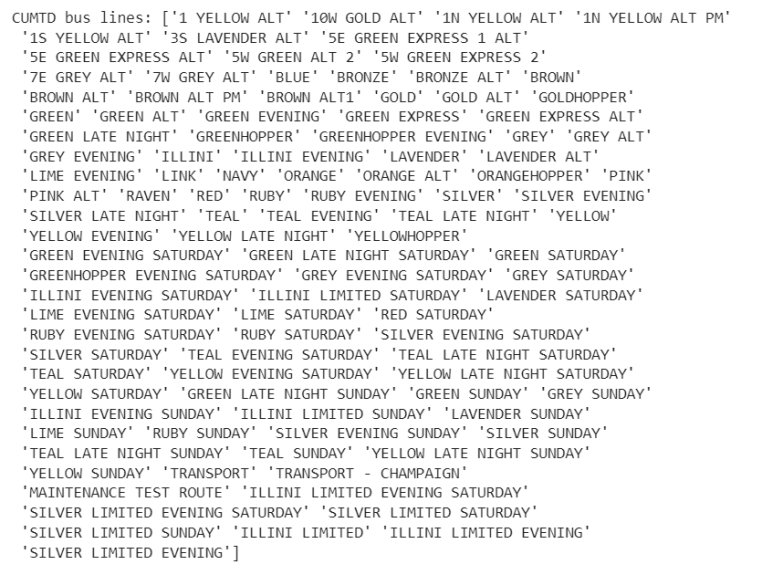 CUMTD bus lines: ['1 YELLOW ALT' '10W GOLD ALT' '1N YELLOW ALT' '1N YELLOW ALT PM'
'1S YELLOW ALT' '3S LAVENDER ALT' '5E GREEN EXPRESS 1 ALT'
'5E GREEN EXPRESS ALT' '5W GREEN ALT 2' '5W GREEN EXPRESS 2'
'7E GREY ALT' '7W GREY ALT' 'BLUE' 'BRONZE' 'BRONZE ALT' 'BROWN'
'BROWN ALT' 'BROWN ALT PM' 'BROWN ALT1' 'GOLD' 'GOLD ALT' 'GOLDHOPPER'
'GREEN' 'GREEN ALT' 'GREEN EVENING' 'GREEN EXPRESS' 'GREEN EXPRESS ALT'
'GREEN LATE NIGHT' 'GREENHOPPER' 'GREENHOPPER EVENING' 'GREY' 'GREY ALT'
'GREY EVENING' 'ILLINI' 'ILLINI EVENING' 'LAVENDER' 'LAVENDER ALT'
'LIME EVENING' 'LINK' 'NAVY' 'ORANGE' 'ORANGE ALT' 'ORANGEHOPPER' 'PINK'
'PINK ALT' 'RAVEN' 'RED' 'RUBY' 'RUBY EVENING' 'SILVER' 'SILVER EVENING'
'SILVER LATE NIGHT' 'TEAL' 'TEAL EVENING' 'TEAL LATE NIGHT' 'YELLOW'
'YELLOW EVENING' 'YELLOW LATE NIGHT' 'YELLOWHOPPER'
'GREEN EVENING SATURDAY' 'GREEN LATE NIGHT SATURDAY' 'GREEN SATURDAY'
'GREENHOPPER EVENING SATURDAY' 'GREY EVENING SATURDAY' 'GREY SATURDAY'
'ILLINI EVENING SATURDAY' 'ILLINI LIMITED SATURDAY' 'LAVENDER SATURDAY'
'LIME EVENING SATURDAY' 'LIME SATURDAY' 'RED SATURDAY'
'RUBY EVENING SATURDAY' 'RUBY SATURDAY' 'SILVER EVENING SATURDAY'
'SILVER SATURDAY' 'TEAL EVENING SATURDAY' 'TEAL LATE NIGHT SATURDAY'
'TEAL SATURDAY' 'YELLOW EVENING SATURDAY' 'YELLOW LATE NIGHT SATURDAY'
'YELLOW SATURDAY' 'GREEN LATE NIGHT SUNDAY' 'GREEN SUNDAY' 'GREY SUNDAY'
'ILLINI EVENING SUNDAY' 'ILLINI LIMITED SUNDAY' 'LAVENDER SUNDAY'
'LIME SUNDAY' 'RUBY SUNDAY' 'SILVER EVENING SUNDAY' 'SILVER SUNDAY'
'TEAL LATE NIGHT SUNDAY' 'TEAL SUNDAY' 'YELLOW LATE NIGHT SUNDAY'
'YELLOW SUNDAY' 'TRANSPORT' 'TRANSPORT - CHAMPAIGN'
'MAINTENANCE TEST ROUTE' 'ILLINI LIMITED EVENING SATURDAY'
'SILVER LIMITED EVENING SATURDAY' 'SILVER LIMITED SATURDAY'
'SILVER LIMITED SUNDAY' 'ILLINI LIMITED' 'ILLINI LIMITED EVENING'
'SILVER LIMITED EVENING']